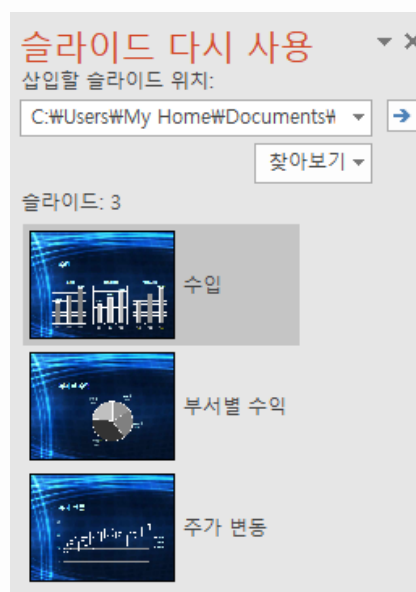 슬라이드 다시 사용
삽입할 슬라이드 위치:
C:₩Users₩My Home₩Documents₩
찾아보기
슬라이드: 3
수입
부서별 수익
주가 변동